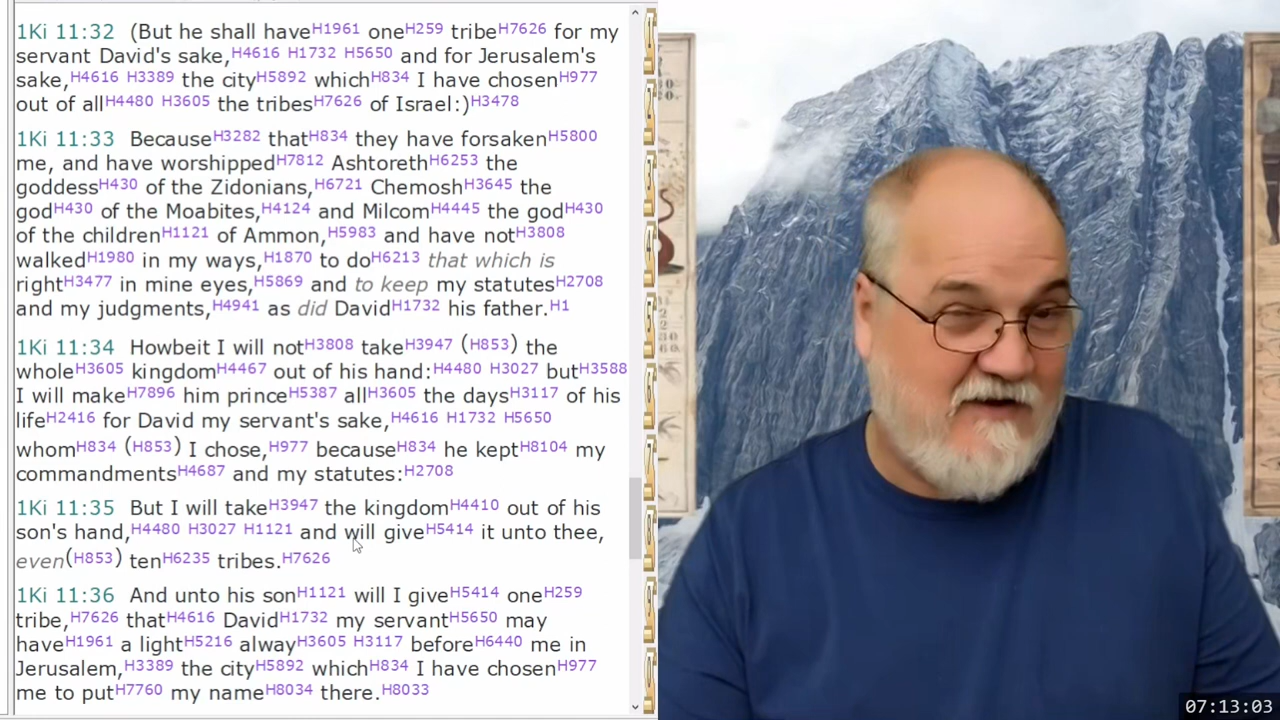 1Ki 11:32 (But he shall haveH1961 oneH259 tribeH7626 for my
servant David's sake,H4616 H1732 H5650 and for Jerusalem's
sake,H4616 H3389 the cityH5892 whichH834 I have chosenH977
out of allH4480 H3605 the tribesH7626 of Israel:)H3478
1Ki 11:33 BecauseH3282 thatH834 they have forsakenH5800
me, and have worshippedH7812 AshtorethH6253 the
goddessH430 of the Zidonians,H6721 ChemoshH3645 the
godH430 of the Moabites,H4124 and MilcomH4445 the godH430
of the childrenH1121 of Ammon,H5983 and have notH3808
walkedH1980 in my ways,H1870 to doH6213 that which is
rightH3477 in mine eyes,H5869 and to keep my statutesH2708
and my judgments,H4941 as did DavidH1732 his father.H1
1Ki 11:34 Howbeit I will notH3808 takeH3947 (H853) the
wholeH3605 kingdomH4467 out of his hand:H4480 H3027 butH3588
I will makeH7896 him princeH5387 allH3605 the daysH3117 of his
lifeH2416 for David my servant's sake,H4616 H1732 H5650
whomH834 (H853) I chose,H977 becauseH834 he keptH8104 my
commandmentsH4687 and my statutes:H2708
1Ki 11:35 But I will takeH3947 the kingdomH4410 out of his
son's hand,H4480 H3027 H1121 and will giveH5414 it unto thee,
even(H853) tenH6235 tribes.H7626
1Ki 11:36 And unto his sonH1121 will I giveH5414 oneH259
tribe,H7626 thatH4616 DavidH1732 my servantH5650 may
haveH1961 a lightH5216 alwayH3605 H3117 beforeH6440 me in
Jerusalem,H3389 the cityH5892 whichH834 I have chosenH977
me to putH7760 my nameH8034 there.H8033
07:13:03